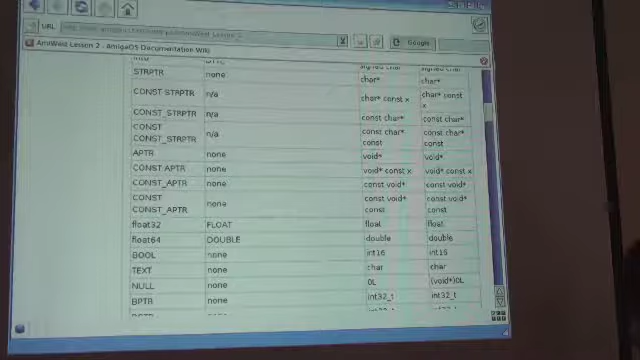 URL
Google
AmiWest Lesson 2 - AmigaOS Documentation Wiki
signed char signed char
STRPTR none char* char*
CONST STRPTR n/a char* const x char* const x
CONST_STRPTR n/a const char* const char*
CONST CONST_STRPTR n/a const char* const const char* const
APTR none void* void*
CONST APTR none void* const x void* const x
CONST_APTR none const void* const void*
CONST CONST_APTR none const void* const const void* const
float32 FLOAT float float
float64 DOUBLE double double
BOOL none int16 int16
TEXT none char char
NULL none 0L (void*)0L
BPTR none int32_t int32_t